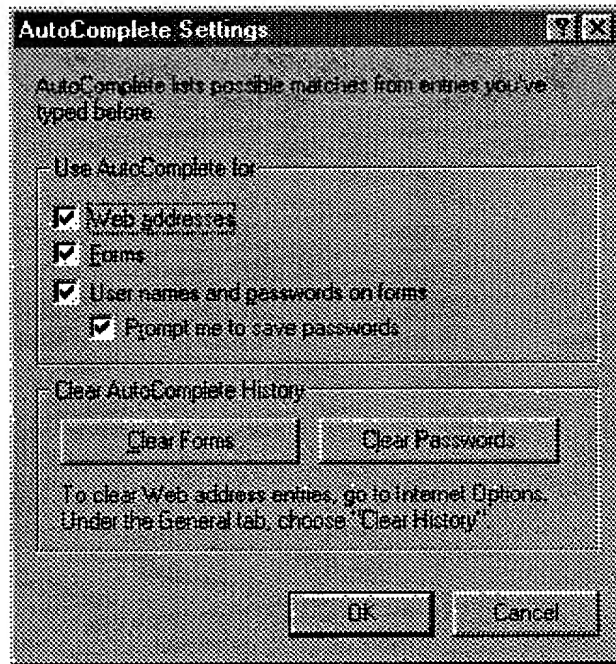 AutoComplete Settings
AutoComplete lists possible matches from entries you've
typed before.
Use AutoComplete for
Web addresses
Forms
User names and passwords on forms
Prompt me to save passwords
Clear AutoComplete History
Clear Forms Clear Passwords
To clear Web address entries, go to Internet Options.
Under the General tab, choose "Clear History".
OK Cancel